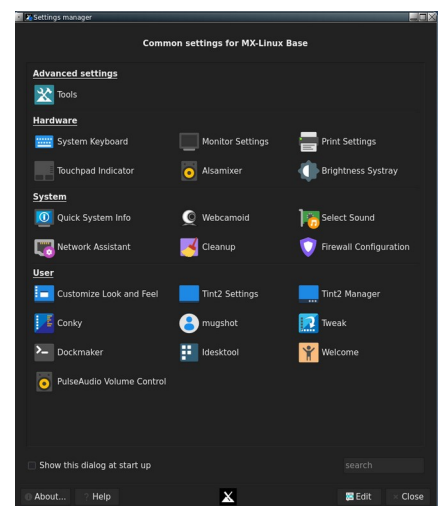 Settings manager
Common settings for MX-Linux Base
Advanced settings
Tools
Hardware
System Keyboard Monitor Settings Print Settings
Touchpad Indicator Alsamixer Brightness Systray
System
Quick System Info Webcamoid Select Sound
Network Assistant Cleanup Firewall Configuration
User
Customize Look and Feel Tint2 Settings Tint2 Manager
Conky mugshot Tweak
Dockmaker Idesktool Welcome
PulseAudio Volume Control
Show this dialog at start up search
About... Help Edit Close